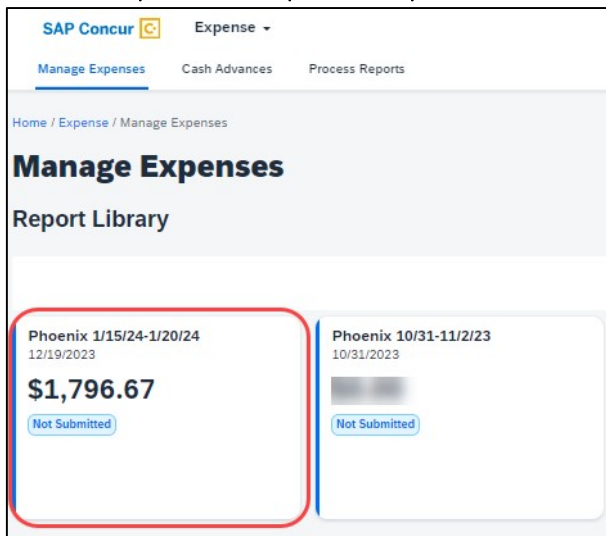 SAP Concur C Expense
Manage Expenses Cash Advances Process Reports
Home / Expense / Manage Expenses
Manage Expenses
Report Library
Phoenix 1/15/24-1/20/24
12/19/2023
$1,796.67
Not Submitted
Phoenix 10/31-11/2/23
10/31/2023
Not Submitted